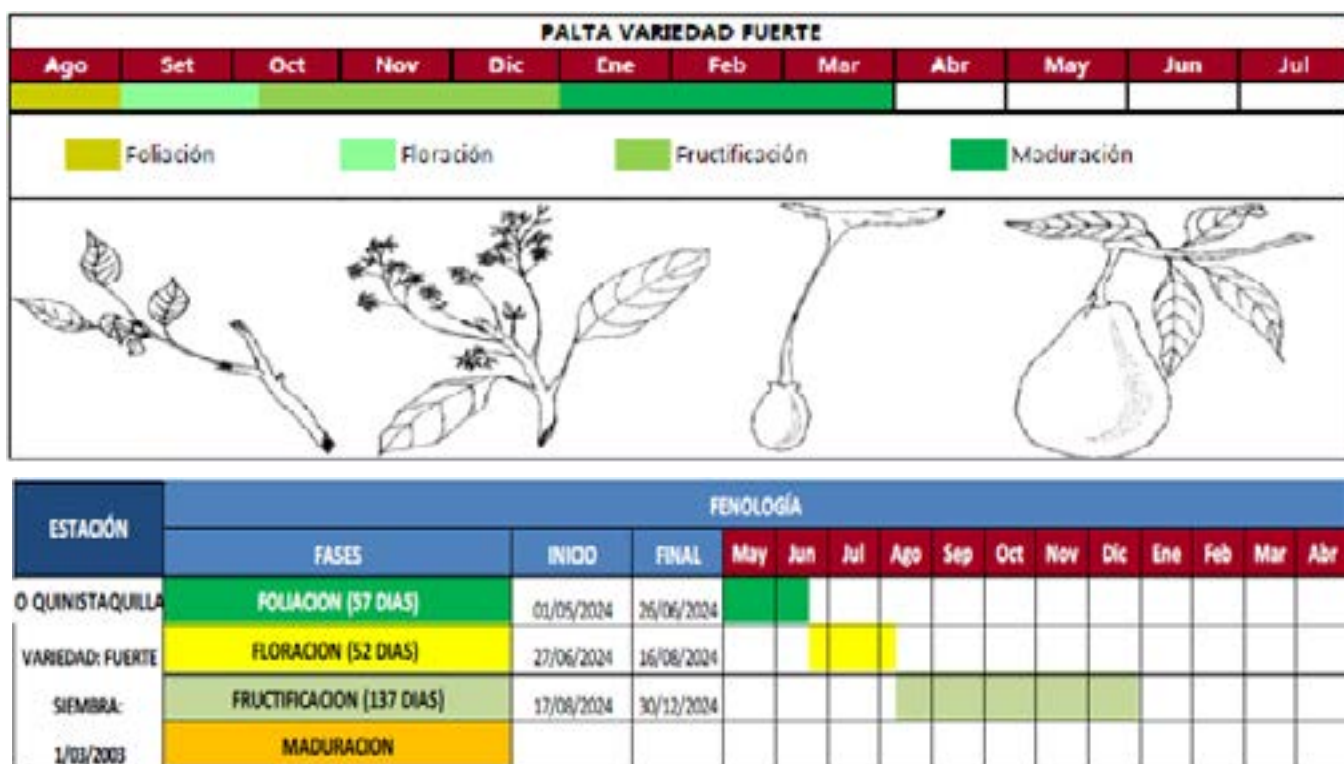 PALTA VARIEDAD FUERTE
Ago Set Oct Nov Dic Ene Feb Mar Abr May Jun Jul
Foliación Floración Fructificación Maduración
ESTACIÓN FENOLOGÍA
FASES INICIO FINAL May Jun Jul Ago Sep Oct Nov Dic Ene Feb Mar Abr
O QUINISTAQUILLA FOLIACION (57 DIAS) 01/05/2024 26/06/2024
VARIEDAD: FUERTE FLORACION (52 DIAS) 27/06/2024 16/08/2024
SIEMBRA: FRUCTIFICACION (137 DIAS) 17/08/2024 30/12/2024
1/03/2003 MADURACION